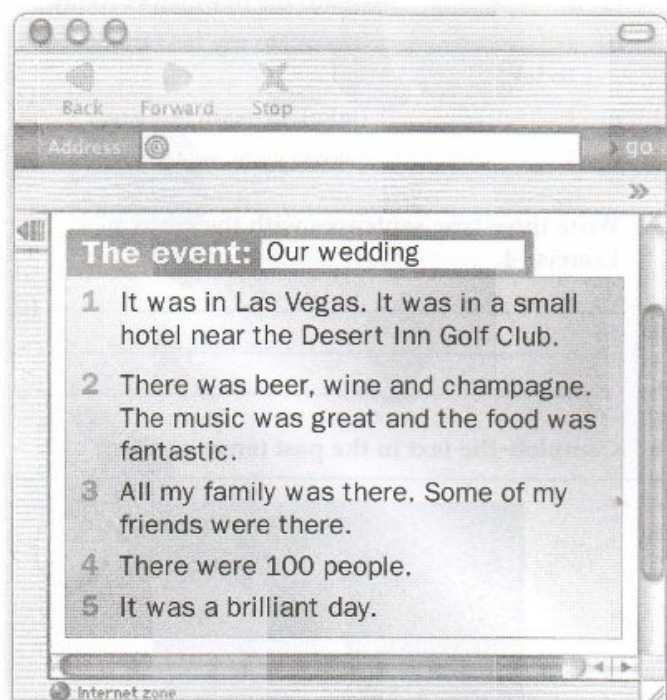 Back Forward Stop
Address: @ go
»
The event: Our wedding
1 It was in Las Vegas. It was in a small
hotel near the Desert Inn Golf Club.
2 There was beer, wine and champagne.
The music was great and the food was
fantastic.
3 All my family was there. Some of my
friends were there.
4 There were 100 people.
5 It was a brilliant day.
Internet zone